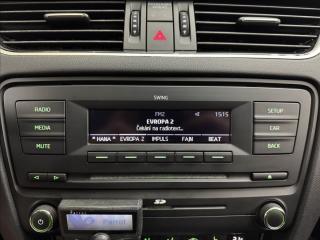 SWING
RADIO
MEDIA
MUTE
FM2
15:15
EVROPA 2
Čekání na radiotext...
* HANA * EVROPA 2 IMPULS FAJN BEAT
SETUP
CAR
BACK
SD
Parrot